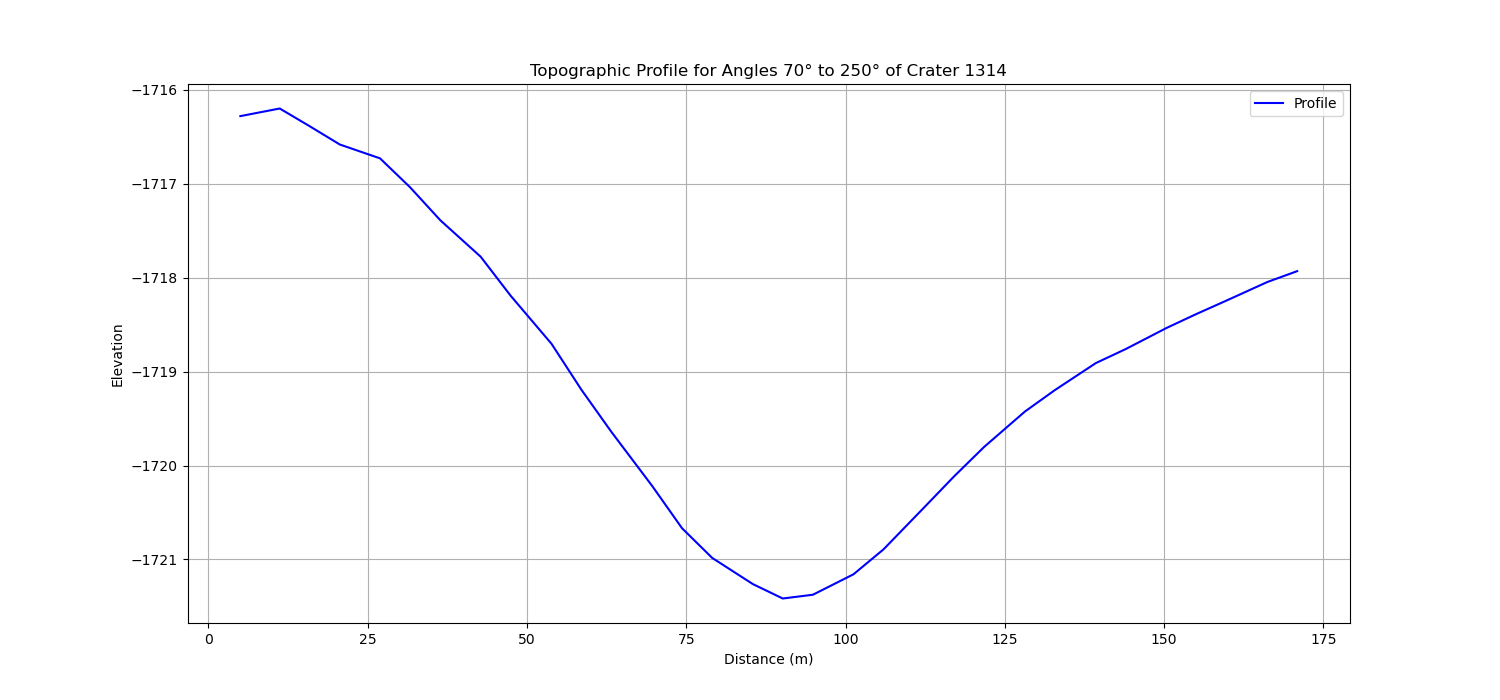 Topographic Profile for Angles 70° to 250° of Crater 1314
Profile
Elevation
−1716
−1717
−1718
−1719
−1720
−1721
0 25 50 75 100 125 150 175
Distance (m)